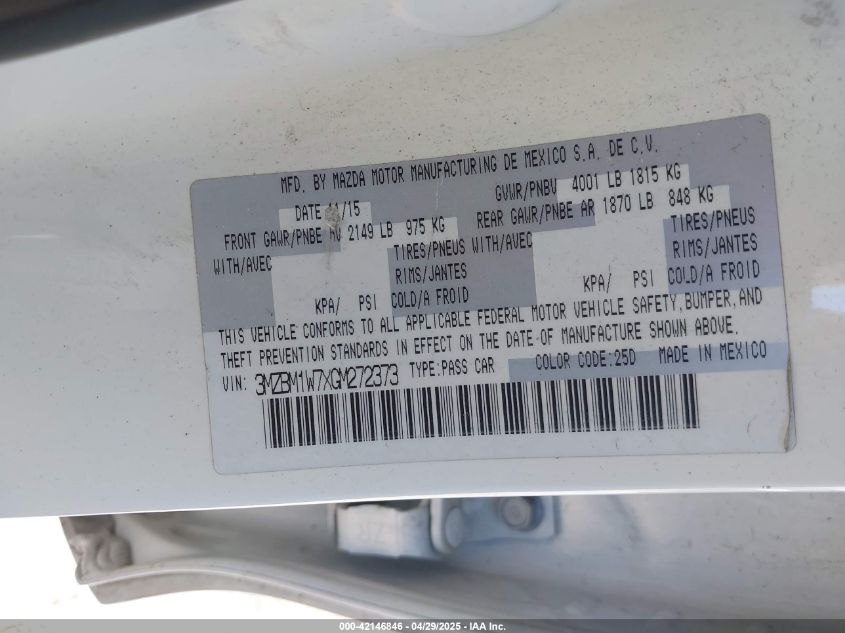 MFD. BY MAZDA MOTOR MANUFACTURING DE MEXICO S.A. DE C.V.
DATE /15 GVWR/PNBV 4001 LB 1815 KG
FRONT GAWR/PNBE AV 2149 LB 975 KG REAR GAWR/PNBE AR 1870 LB 848 KG
WITH/AVEC TIRES/PNEUS WITH/AVEC TIRES/PNEUS
RIMS/JANTES RIMS/JANTES
KPA/ PSI COLD/A FROID KPA/ PSI COLD/A FROID
THIS VEHICLE CONFORMS TO ALL APPLICABLE FEDERAL MOTOR VEHICLE SAFETY, BUMPER, AND
THEFT PREVENTION STANDARDS IN EFFECT ON THE DATE OF MANUFACTURE SHOWN ABOVE.
VIN: 3MZBM1W7XGM272373 TYPE:PASS CAR COLOR CODE:25D MADE IN MEXICO
000-42146846 - 04/29/2025 - IAA Inc.